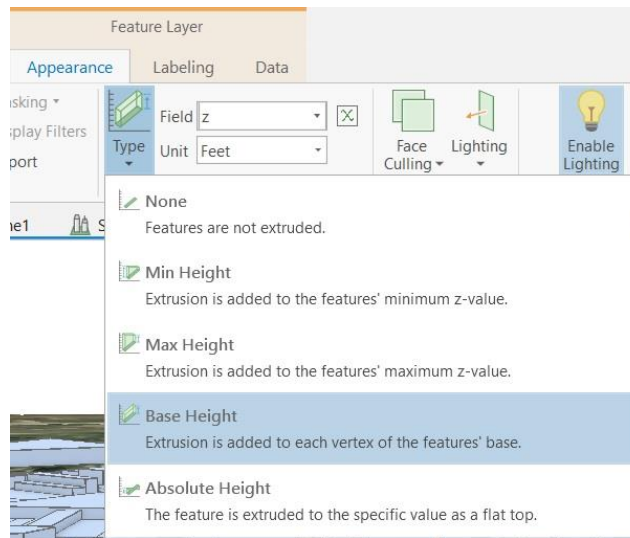 Feature Layer
Appearance Labeling Data
Field z
Type Unit Feet
Face Culling Lighting Enable Lighting
None
Features are not extruded.
Min Height
Extrusion is added to the features' minimum z-value.
Max Height
Extrusion is added to the features' maximum z-value.
Base Height
Extrusion is added to each vertex of the features' base.
Absolute Height
The feature is extruded to the specific value as a flat top.